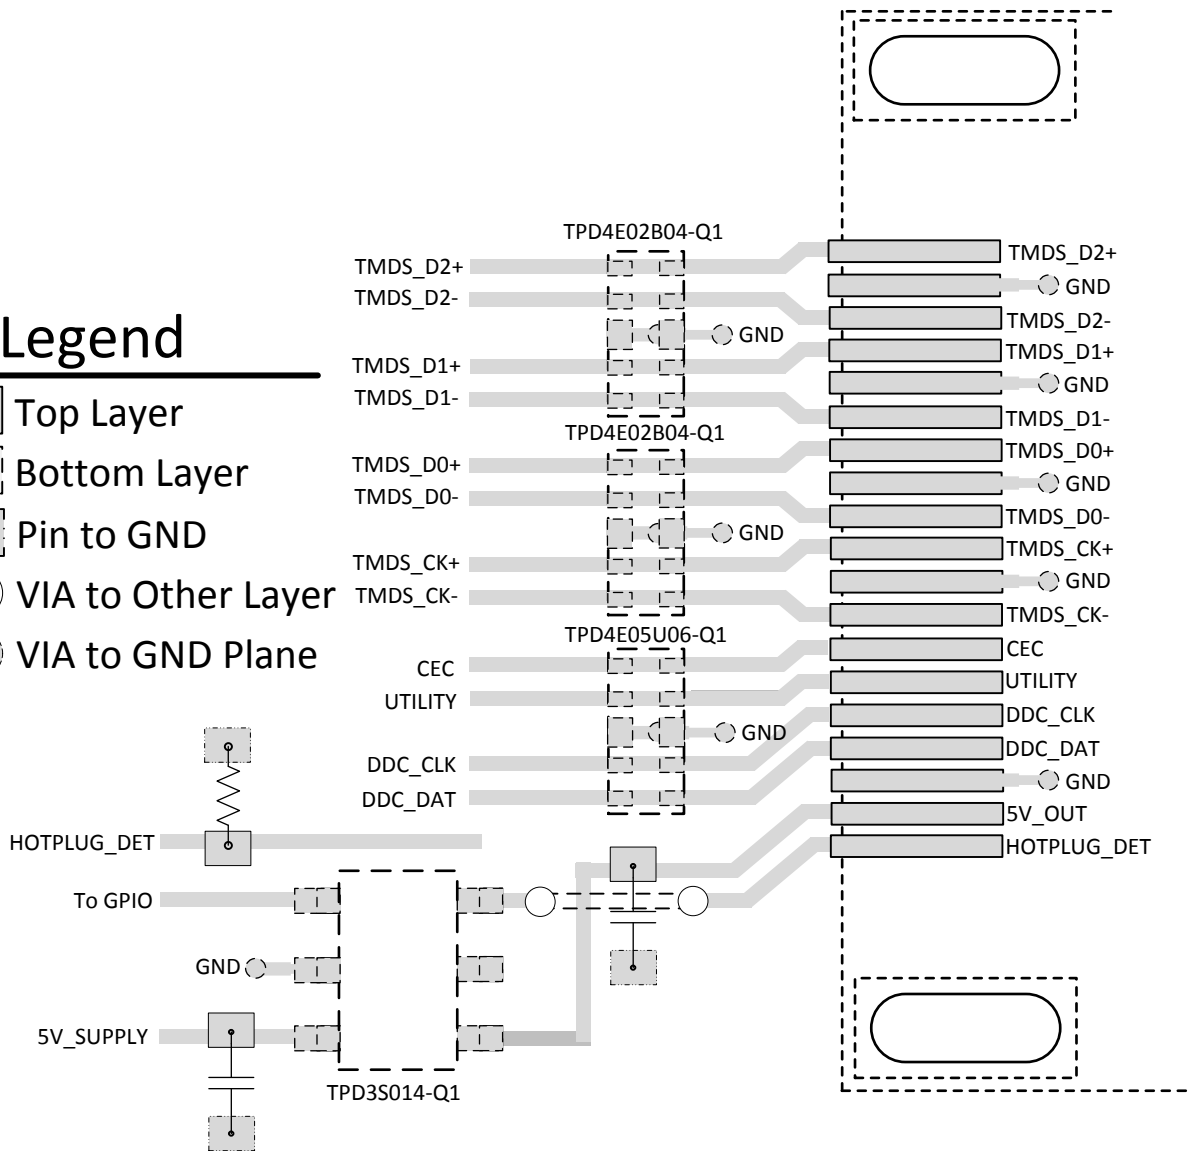 TPD4E02B04-Q1
TMDS_D2+
TMDS_D2+
GND
TMDS_D2-
TMDS_D2-
GND
TMDS_D1+
TMDS_D1+
GND
TMDS_D1-
TMDS_D1-
TPD4E02B04-Q1
TMDS_D0+
TMDS_D0+
GND
TMDS_D0-
TMDS_D0-
GND
TMDS_CK+
TMDS_CK+
GND
TMDS_CK-
TMDS_CK-
TPD4E05U06-Q1
CEC
CEC
UTILITY
UTILITY
DDC_CLK
GND
DDC_DAT
DDC_CLK
GND
DDC_DAT
5V_OUT
HOTPLUG_DET
HOTPLUG_DET
To GPIO
GND
5V_SUPPLY
TPD3S014-Q1
Legend
Top Layer
Bottom Layer
Pin to GND
VIA to Other Layer
VIA to GND Plane